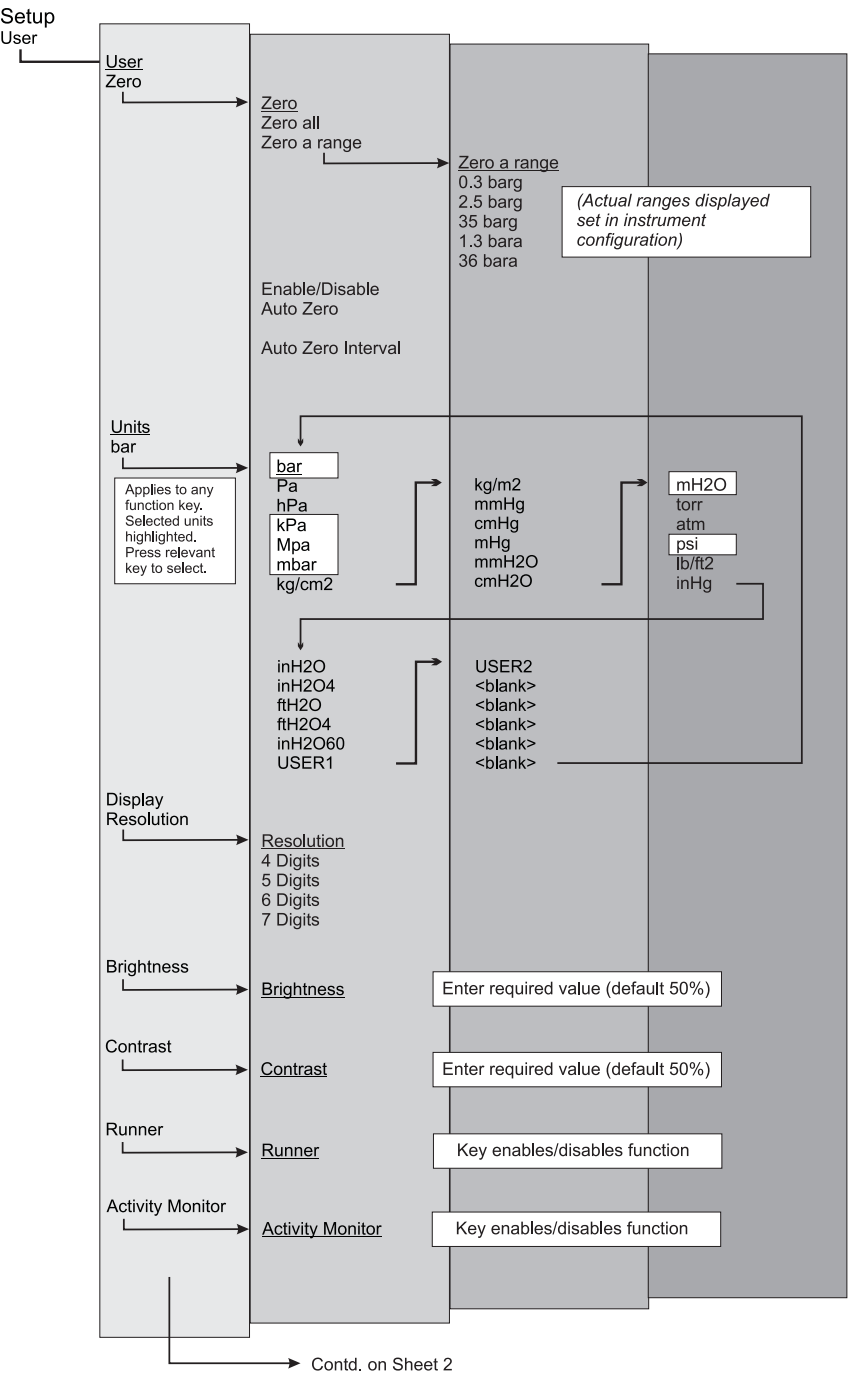 Setup
User
User
Zero
Zero
Zero all
Zero a range
Zero a range
0.3 barg
2.5 barg
35 barg
1.3 bara
36 bara
(Actual ranges displayed
set in instrument
configuration)
Enable/Disable
Auto Zero
Auto Zero Interval
Units
bar
Applies to any
function key.
Selected units
highlighted.
Press relevant
key to select.
bar
Pa
hPa
kPa
Mpa
mbar
kg/cm2
kg/m2
mmHg
cmHg
mHg
mmH2O
cmH2O
mH2O
torr
atm
psi
lb/ft2
inHg
inH2O
inH2O4
ftH2O
ftH2O4
inH2O60
USER1
USER2
<blank>
<blank>
<blank>
<blank>
<blank>
Display
Resolution
Resolution
4 Digits
5 Digits
6 Digits
7 Digits
Brightness
Brightness
Enter required value (default 50%)
Contrast
Contrast
Enter required value (default 50%)
Runner
Runner
Key enables/disables function
Activity Monitor
Activity Monitor
Key enables/disables function
Contd. on Sheet 2